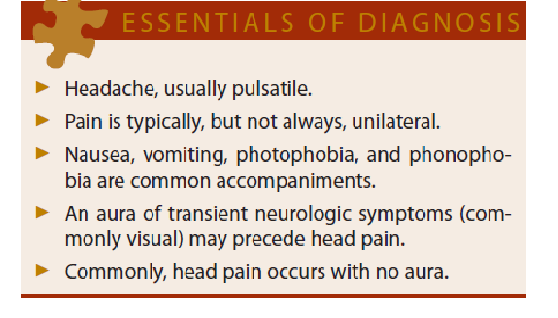 ESSENTIALS OF DIAGNOSIS
► Headache, usually pulsatile.
► Pain is typically, but not always, unilateral.
► Nausea, vomiting, photophobia, and phonopho-
bia are common accompaniments.
► An aura of transient neurologic symptoms (com-
monly visual) may precede head pain.
► Commonly, head pain occurs with no aura.